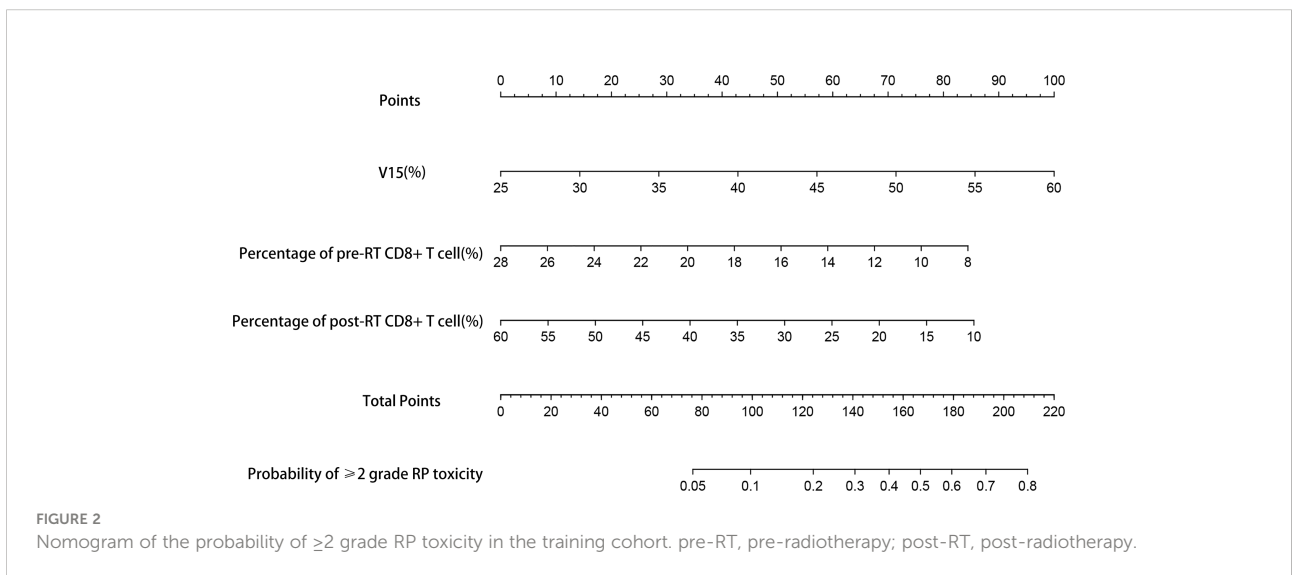 0 10 20 30 40 50 60 70 80 90 100
Points
V15(%)
25 30 35 40 45 50 55 60
Percentage of pre-RT CD8+ T cell(%)
28 26 24 22 20 18 16 14 12 10 8
Percentage of post-RT CD8+ T cell(%)
60 55 50 45 40 35 30 25 20 15 10
Total Points
0 20 40 60 80 100 120 140 160 180 200 220
Probability of ⩾2 grade RP toxicity
0.05 0.1 0.2 0.3 0.4 0.5 0.6 0.7 0.8
FIGURE 2
Nomogram of the probability of ≥2 grade RP toxicity in the training cohort. pre-RT, pre-radiotherapy; post-RT, post-radiotherapy.